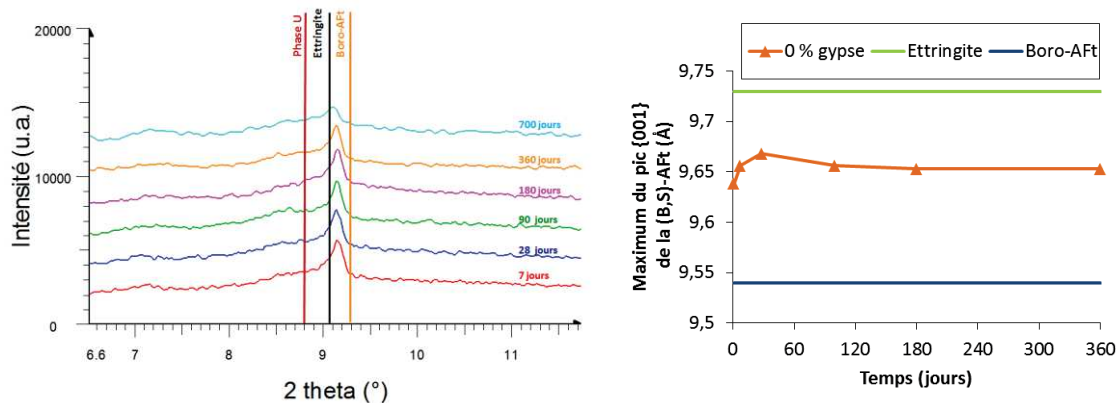 20000
10000
0
Intensité (u.a.)
Phase U
Ettringite
Boro-AFt
700 jours
360 jours
180 jours
90 jours
28 jours
7 jours
6.6 7 8 9 10 11
2 theta (°)
0 % gypse Ettringite Boro-AFt
9,75
9,7
9,65
9,6
9,55
9,5
Maximum du pic {001}
de la (B,S)-AFt (Å)
0 60 120 180 240 300 360
Temps (jours)